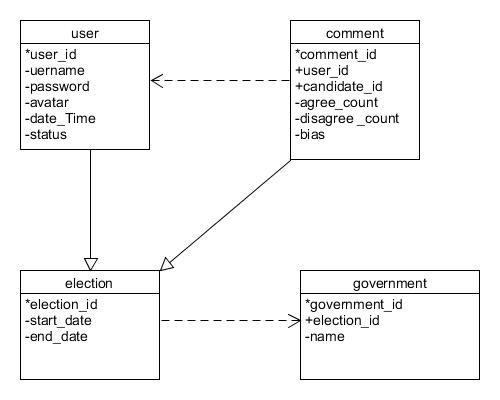 user
*user_id
-uername
-password
-avatar
-date_Time
-status
comment
*comment_id
+user_id
+candidate_id
-agree_count
-disagree _count
-bias
election
*election_id
-start_date
-end_date
government
*government_id
+election_id
-name